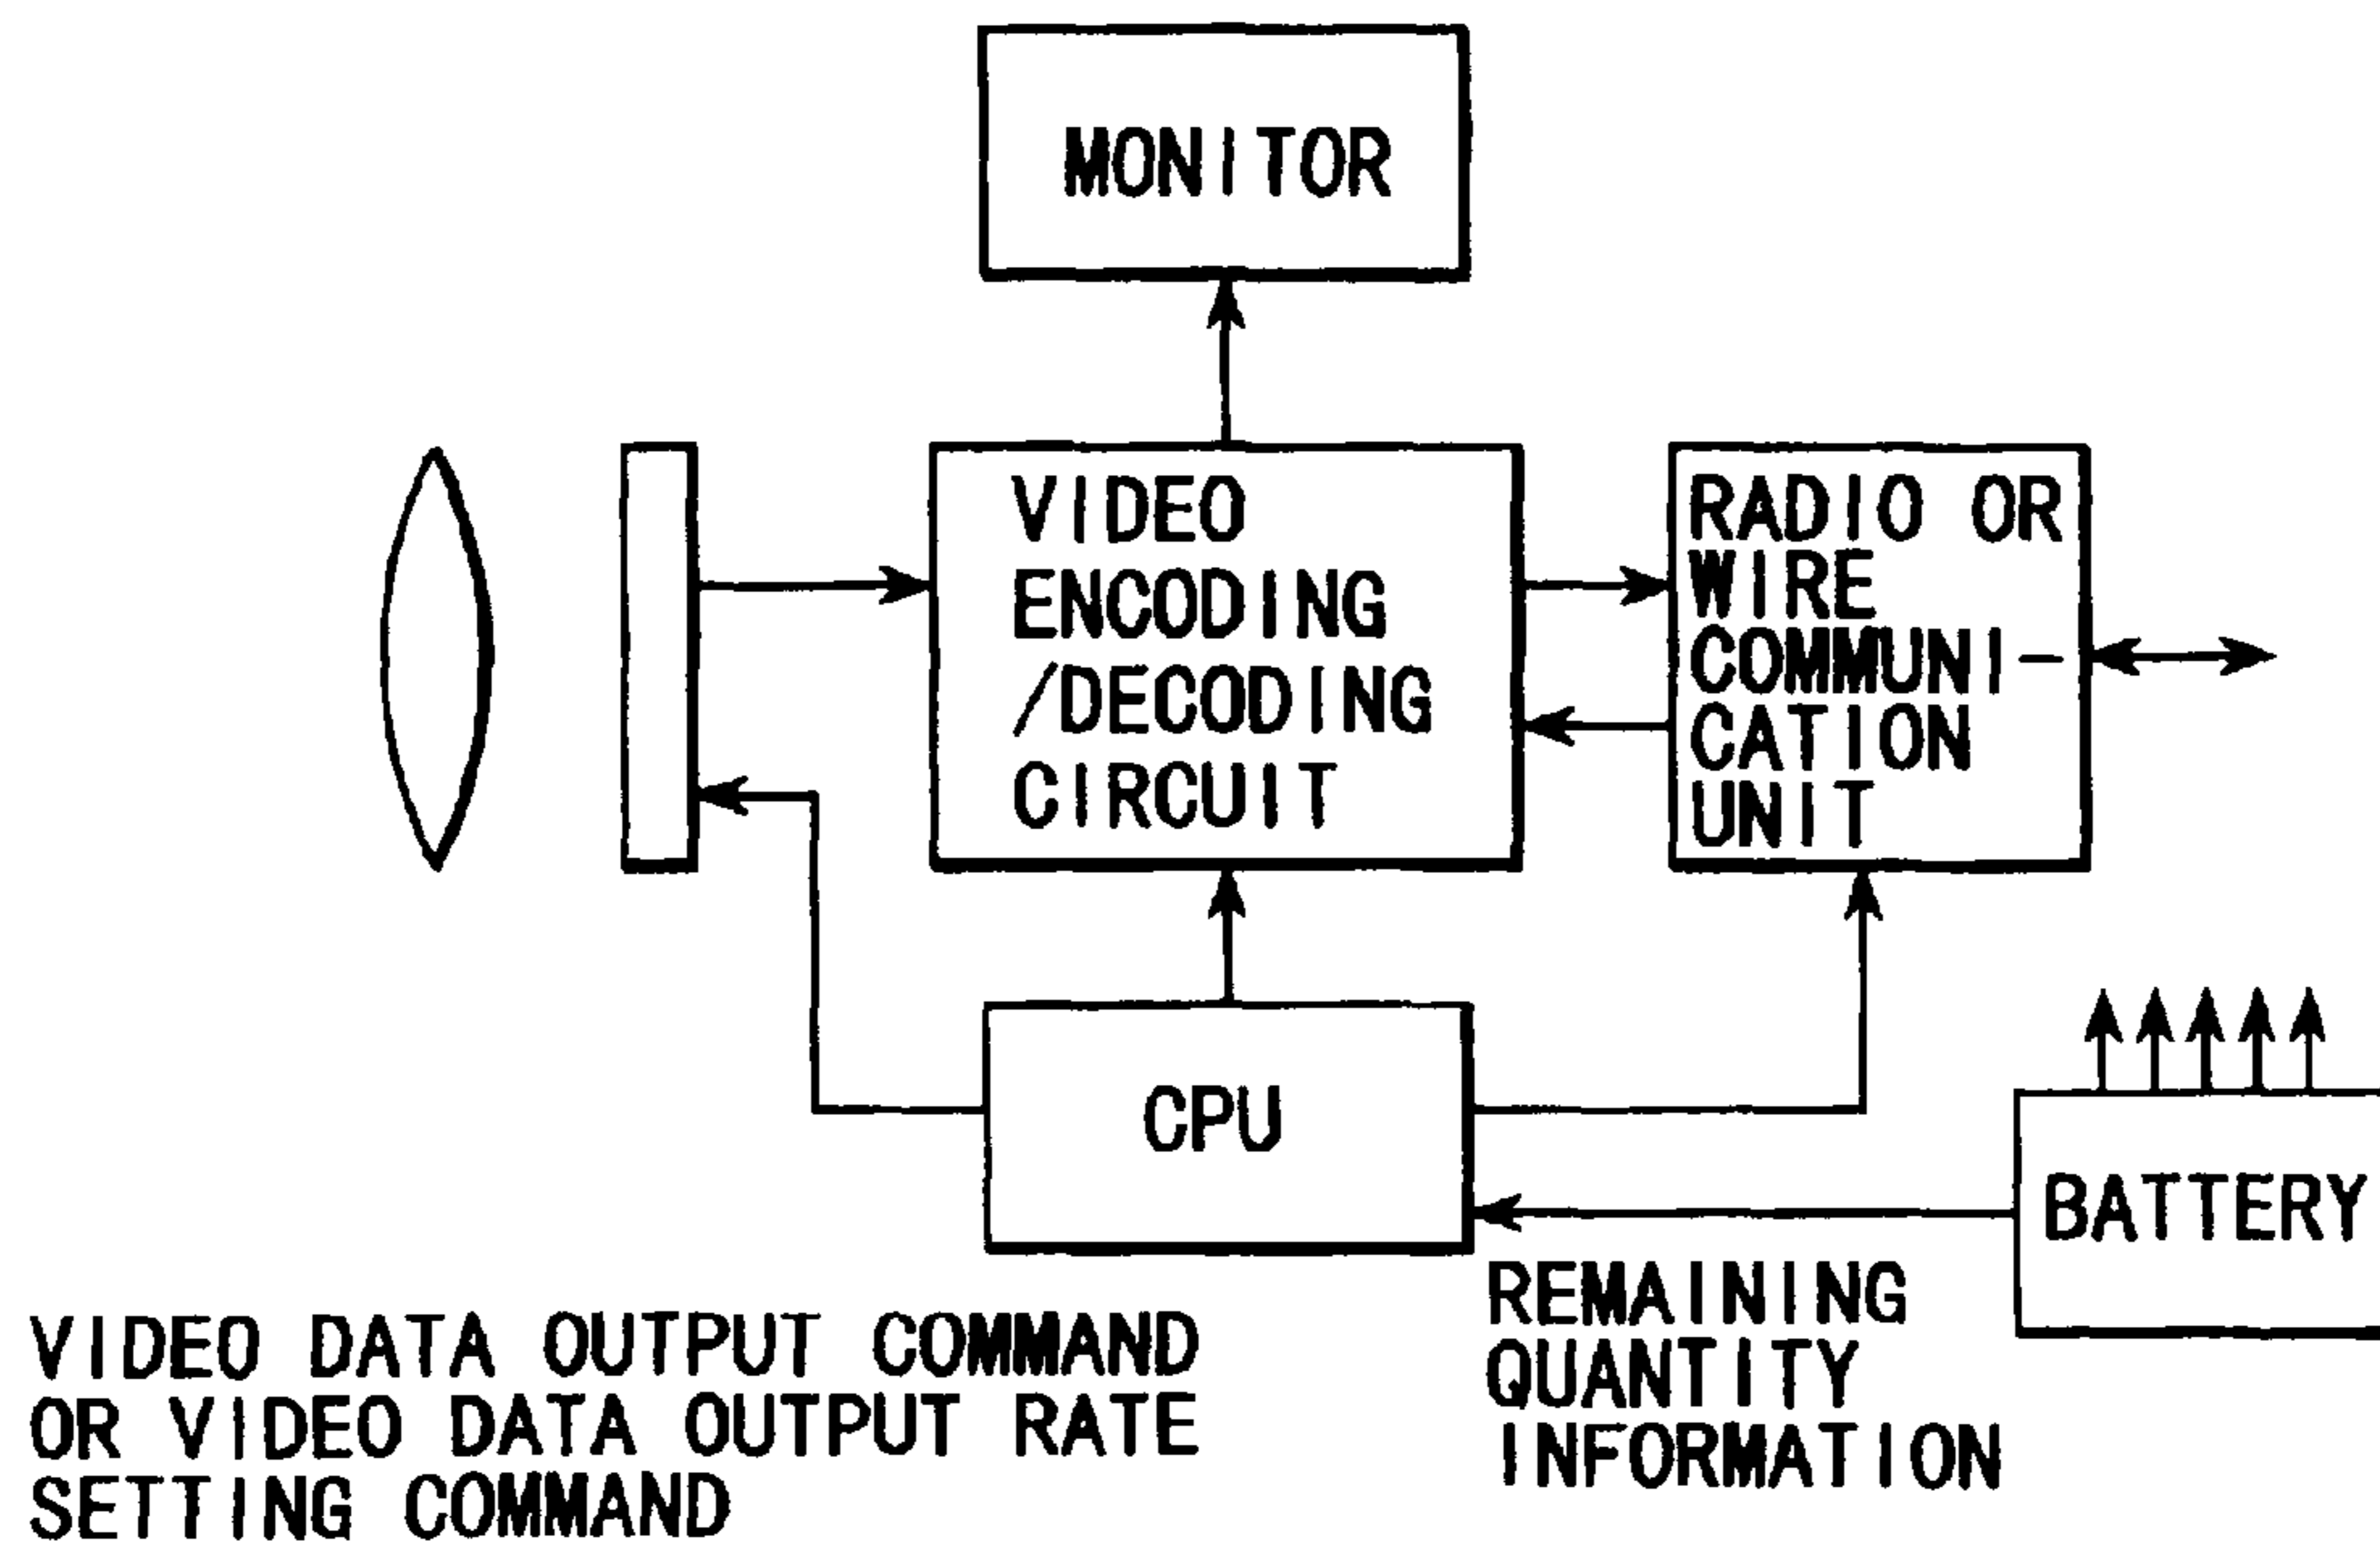 MONITOR
VIDEO
ENCODING
/DECODING
CIRCUIT
RADIO OR
WIRE
COMMUNI-
CATION
UNIT
CPU
BATTERY
REMAINING
QUANTITY
INFORMATION
VIDEO DATA OUTPUT COMMAND
OR VIDEO DATA OUTPUT RATE
SETTING COMMAND